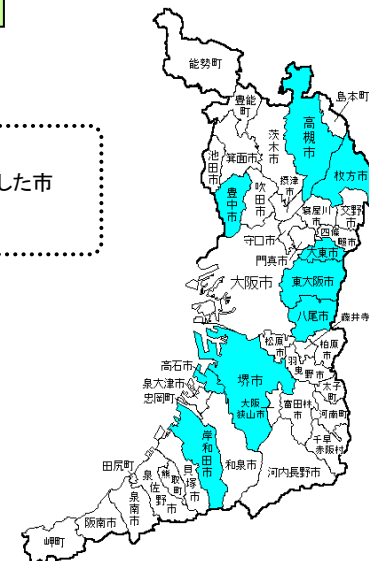 能勢町
豊能町
島本町
高槻市
茨木市
池田市
箕面市
した市
枚方市
摂津市
豊中市
吹田市
寝屋川市
交野市
四條畷市
守口市
門真市
大東市
大阪市
東大阪市
八尾市
藤井寺
松原市
柏原市
羽曳野市
太子町
高石市
堺市
泉大津市
忠岡町
大阪狭山市
富田林市
河南町
千早赤阪村
岸和田市
和泉市
河内長野市
田尻町
泉佐野市
熊取町
貝塚市
泉南市
阪南市
岬町